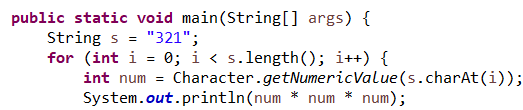 public static void main(String[] args) {
    String s = "321";
    for (int i = 0; i < s.length(); i++) {
        int num = Character.getNumericValue(s.charAt(i));
        System.out.println(num * num * num);